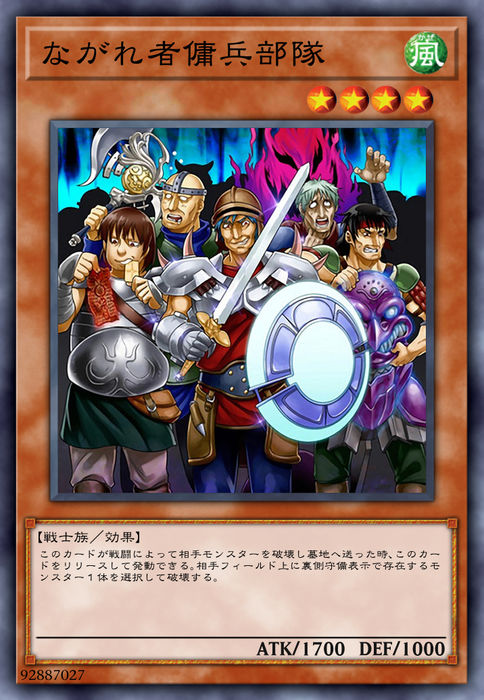 ながれ者傭兵部隊
かぜ
風
【戦士族／効果】
このカードが戦闘によって相手モンスターを破壊し墓地へ送った時、このカー
ドをリリースして発動できる。相手フィールド上に裏側守備表示で存在するモ
ンスター１体を選択して破壊する。
ATK/1700 DEF/1000
92887027